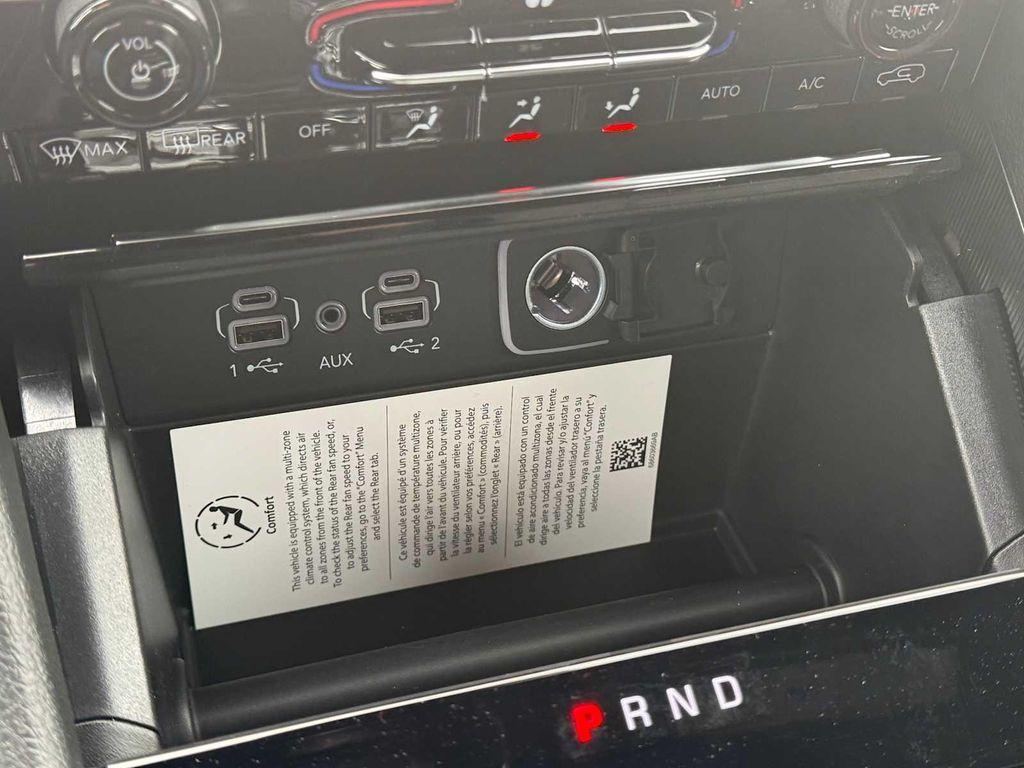 VOL
ENTER
SCROLL
MAX
REAR
OFF
AUTO
A/C
1
AUX
2
Comfort
This vehicle is equipped with a multi-zone
climate control system, which directs air
to all zones from the front of the vehicle.
To check the status of the Rear fan speed, or,
to adjust the Rear fan speed to your
preferences, go to the "Comfort" Menu
and select the Rear tab.
Ce véhicule est équipé d'un système
de commande de température multizone,
qui dirige l'air vers toutes les zones à
partir de l'avant du véhicule. Pour vérifier
la vitesse du ventilateur arrière, ou pour
la régler selon vos préférences, accédez
au menu « Comfort » (commodités), puis
sélectionnez l'onglet « Rear » (arrière).
El vehículo está equipado con un control
de aire acondicionado multizona, el cual
dirige aire a todas las zonas desde el frente
del vehículo. Para revisar y/o ajustar la
velocidad del ventilador trasero a su
preferencia, vaya al menú "Comfort" y
seleccione la pestaña trasera.
P R N D